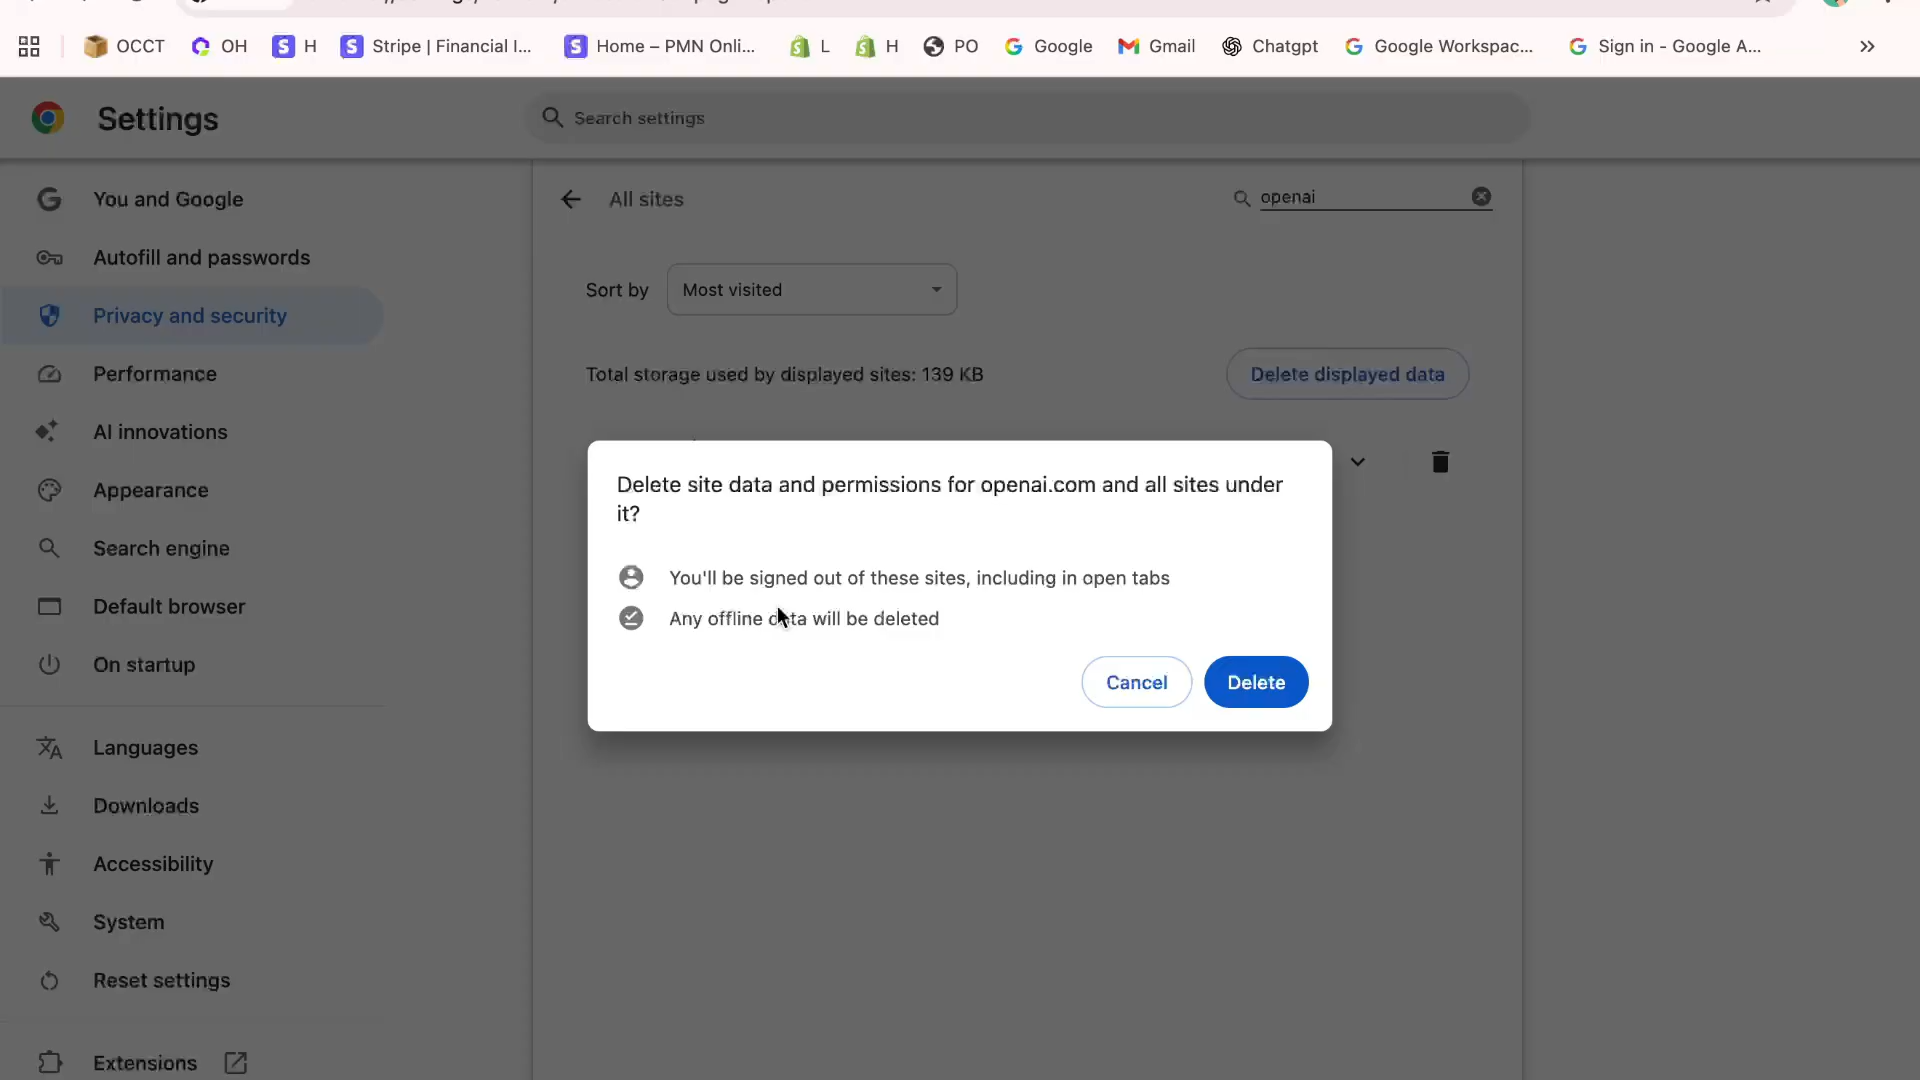 OCCT OH H Stripe | Financial I... Home – PMN Onli... L H PO Google Gmail Chatgpt Google Workspac... Sign in - Google A...
Settings
Search settings
You and Google
Autofill and passwords
Privacy and security
Performance
AI innovations
Appearance
Search engine
Default browser
On startup
Languages
Downloads
Accessibility
System
Reset settings
Extensions
All sites
openai
Sort by Most visited
Total storage used by displayed sites: 139 KB
Delete displayed data
Delete site data and permissions for openai.com and all sites under
it?
You'll be signed out of these sites, including in open tabs
Any offline data will be deleted
Cancel Delete